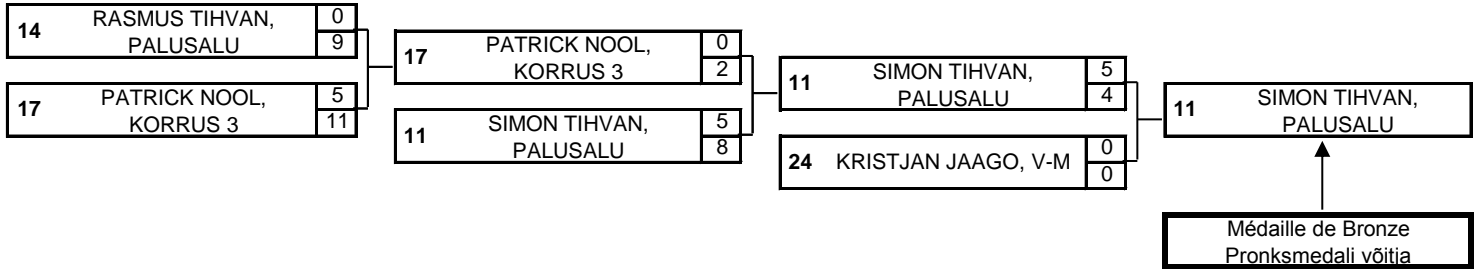 14 RASMUS TIHVAN, 0
PALUSALU 9
17 PATRICK NOOL, 5
KORRUS 3 11
17 PATRICK NOOL, 0
KORRUS 3 2
11 SIMON TIHVAN, 5
PALUSALU 8
11 SIMON TIHVAN, 5
PALUSALU 4
24 KRISTJAN JAAGO, V-M 0
0
11 SIMON TIHVAN,
PALUSALU
Médaille de Bronze
Pronksmedali võitja